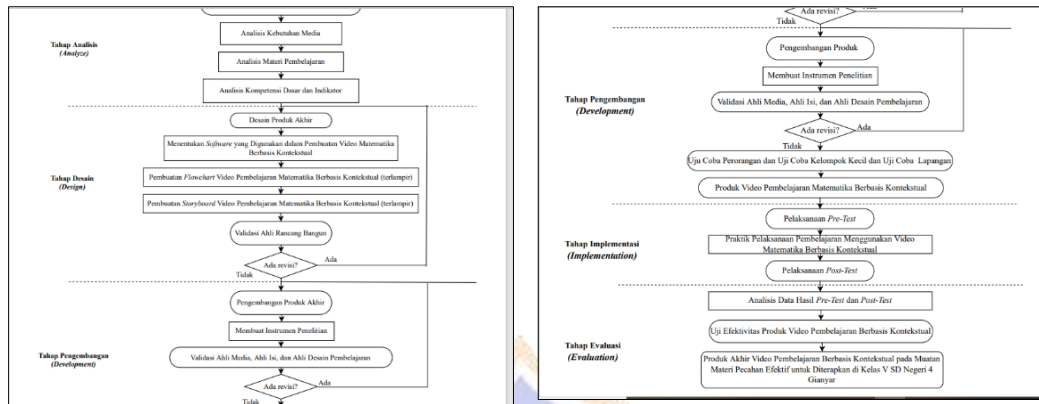 Tahap Analisis
(Analyze)
Analisis Kebutuhan Media
Analisis Materi Pembelajaran
Analisis Kompetensi Dasar dan Indikator
Tahap Desain
(Design)
Desain Produk Akhir
Menentukan Software yang Digunakan dalam Pembuatan Video Matematika
Berbasis Kontekstual
Pembuatan Flowchart Video Pembelajaran Matematika Berbasis Kontekstual (terlampir)
Pembuatan Storyboard Video Pembelajaran Matematika Berbasis Kontekstual (terlampir)
Validasi Ahli Rancang Bangun
Ada revisi?
Ada
Tidak
Tahap Pengembangan
(Development)
Pengembangan Produk Akhir
Membuat Instrumen Penelitian
Validasi Ahli Media, Ahli Isi, dan Ahli Desain Pembelajaran
Ada revisi?
Ada
Tidak
Ada revisi?
Ada
Tidak
Tahap Pengembangan
(Development)
Pengembangan Produk
Membuat Instrumen Penelitian
Validasi Ahli Media, Ahli Isi, dan Ahli Desain Pembelajaran
Ada revisi?
Ada
Tidak
Uju Coba Perorangan dan Uji Coba Kelompok Kecil dan Uji Coba Lapangan
Produk Video Pembelajaran Matematika Berbasis Kontekstual
Tahap Implementasi
(Implementation)
Pelaksanaan Pre-Test
Praktik Pelaksanaan Pembelajaran Menggunakan Video
Matematika Berbasis Kontekstual
Pelaksanaan Post-Test
Tahap Evaluasi
(Evaluation)
Analisis Data Hasil Pre-Test dan Post-Test
Uji Efektivitas Produk Video Pembelajaran Berbasis Kontekstual
Produk Akhir Video Pembelajaran Berbasis Kontekstual pada Muatan
Materi Pecahan Efektif untuk Diterapkan di Kelas V SD Negeri 4
Gianyar